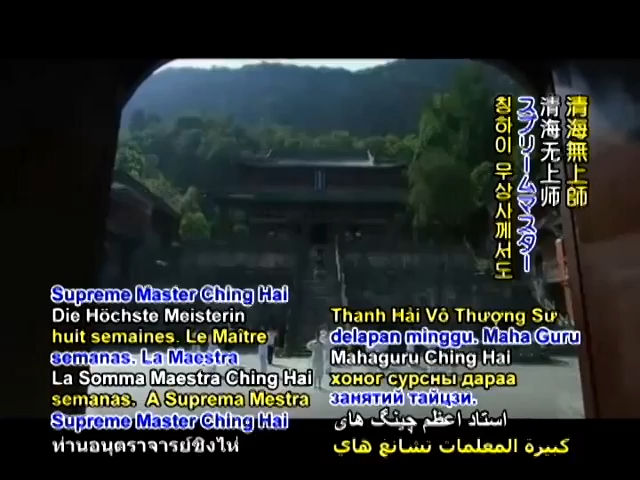 清海無上師
清海无上师
スプリームマスター
칭하이 무상사께서도
Supreme Master Ching Hai
Die Höchste Meisterin
huit semaines. Le Maître
semanas. La Maestra
La Somma Maestra Ching Hai
semanas. A Suprema Mestra
Supreme Master Ching Hai
ท่านอนุตราจารย์ชิงไห่
Thanh Hải Vô Thượng Sư
delapan minggu. Maha Guru
Mahaguru Ching Hai
хоног сурсны дараа
занятий тайцзи.
استاد اعظم چینگ های
كبيرة المعلمات تشانغ هاي